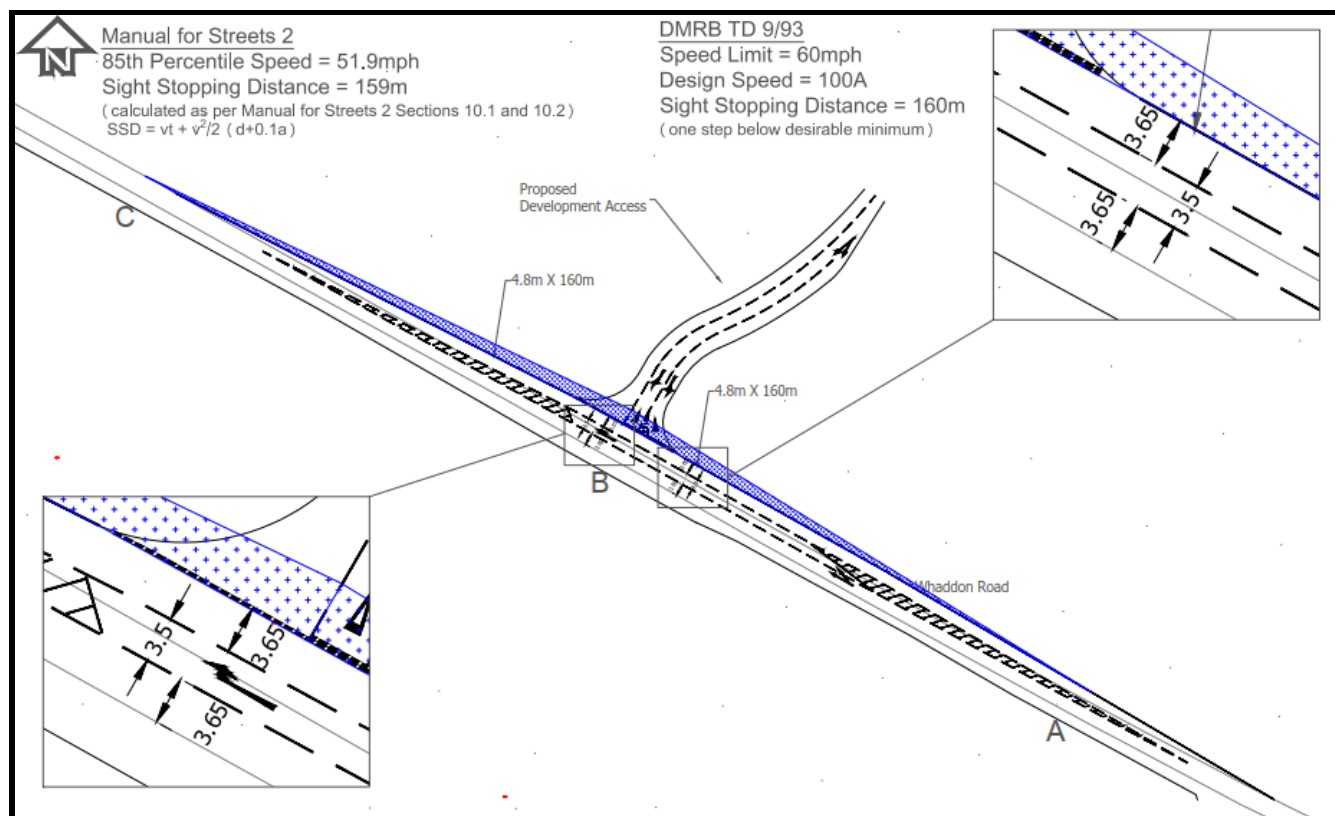 N
Manual for Streets 2
85th Percentile Speed = 51.9mph
Sight Stopping Distance = 159m
( calculated as per Manual for Streets 2 Sections 10.1 and 10.2)
SSD = vt + v²/2 ( d+0.1a )
DMRB TD 9/93
Speed Limit = 60mph
Design Speed = 100A
Sight Stopping Distance = 160m
( one step below desirable minimum )
3.65
3.5
3.65
Proposed
Development Access
C
4.8m X 160m
4.8m X 160m
B
Whaddon Road
A
3.5
3.65
3.65